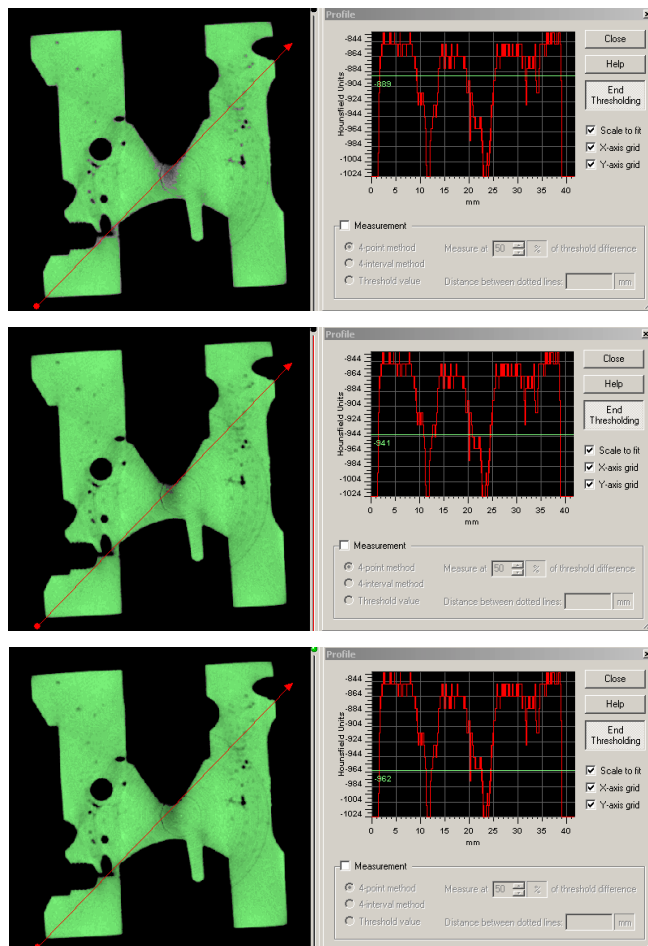 Profile
Hounsfield Units
-844
-864
-884
-904
-924
-944
-964
-984
-1004
-1024
-889
0 5 10 15 20 25 30 35 40
mm
Close
Help
End
Thresholding
Scale to fit
X-axis grid
Y-axis grid
Measurement
4-point method
4-interval method
Threshold value
Measure at 50 % of threshold difference
Distance between dotted lines: mm
Profile
Hounsfield Units
-844
-864
-884
-904
-924
-944
-964
-984
-1004
-1024
-941
0 5 10 15 20 25 30 35 40
mm
Close
Help
End
Thresholding
Scale to fit
X-axis grid
Y-axis grid
Measurement
4-point method
4-interval method
Threshold value
Measure at 50 % of threshold difference
Distance between dotted lines: mm
Profile
Hounsfield Units
-844
-864
-884
-904
-924
-944
-964
-984
-1004
-1024
-962
0 5 10 15 20 25 30 35 40
mm
Close
Help
End
Thresholding
Scale to fit
X-axis grid
Y-axis grid
Measurement
4-point method
4-interval method
Threshold value
Measure at 50 % of threshold difference
Distance between dotted lines: mm